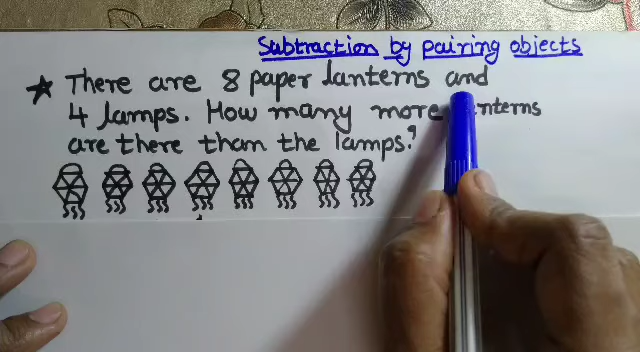 Subtraction by pairing objects
There are 8 paper lanterns and
4 lamps. How many more lanterns
are there than the lamps?